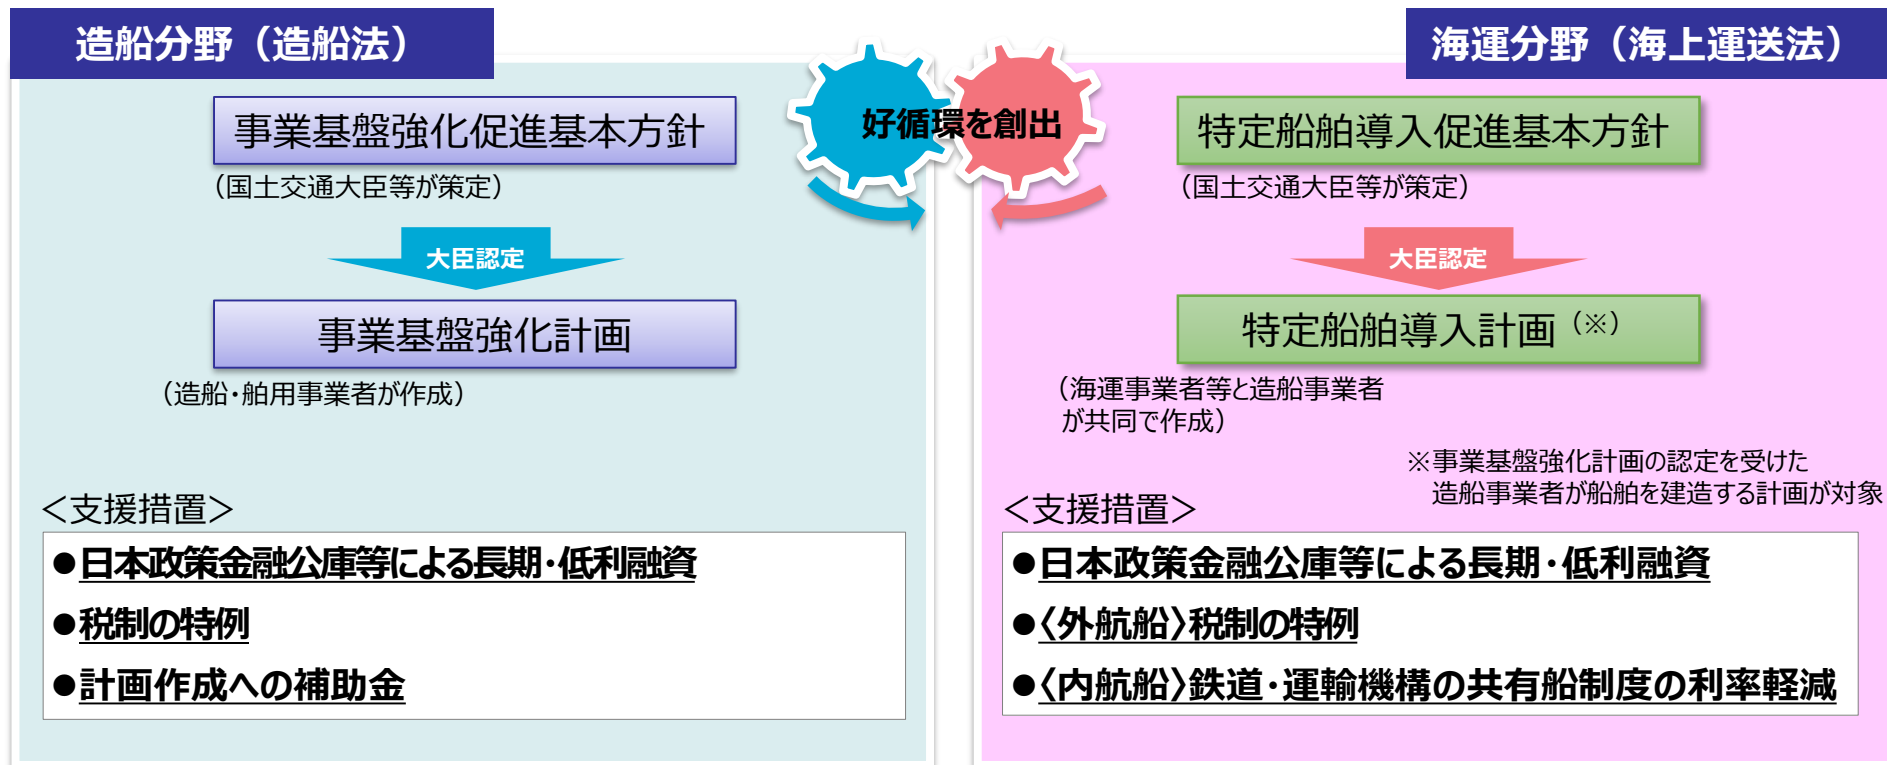 造船分野（造船法）
事業基盤強化促進基本方針
（国土交通大臣等が策定）
大臣認定
事業基盤強化計画
（造船・舶用事業者が作成）
＜支援措置＞
●日本政策金融公庫等による長期・低利融資
●税制の特例
●計画作成への補助金
好循環を創出
海運分野（海上運送法）
特定船舶導入促進基本方針
（国土交通大臣等が策定）
大臣認定
特定船舶導入計画（※）
（海運事業者等と造船事業者
が共同で作成）
※事業基盤強化計画の認定を受けた
造船事業者が船舶を建造する計画が対象
＜支援措置＞
●日本政策金融公庫等による長期・低利融資
●〈外航船〉税制の特例
●〈内航船〉鉄道・運輸機構の共有船制度の利率軽減